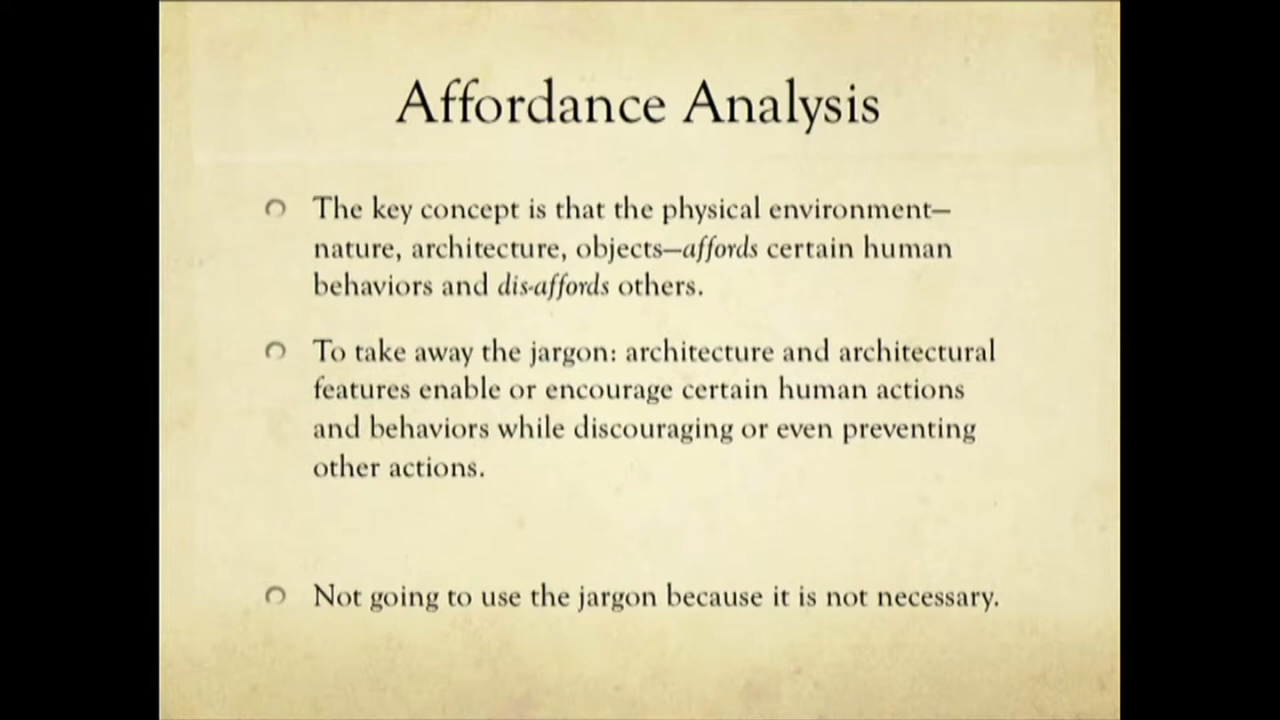 Affordance Analysis
The key concept is that the physical environment—
nature, architecture, objects—affords certain human
behaviors and dis-affords others.
To take away the jargon: architecture and architectural
features enable or encourage certain human actions
and behaviors while discouraging or even preventing
other actions.
Not going to use the jargon because it is not necessary.